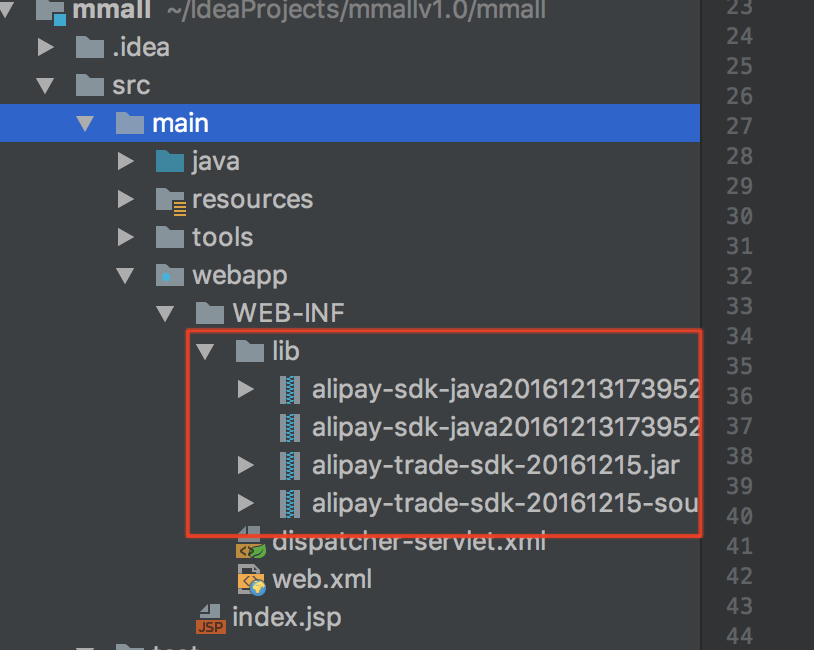 mmall ~/IdeaProjects/mmallv1.0/mmall
.idea
src
main
java
resources
tools
webapp
WEB-INF
lib
alipay-sdk-java20161213173952
alipay-sdk-java20161213173952
alipay-trade-sdk-20161215.jar
alipay-trade-sdk-20161215-sou
dispatcher-servlet.xml
web.xml
JSP index.jsp
23
24
25
26
27
28
29
30
31
32
33
34
35
36
37
38
39
40
41
42
43
44